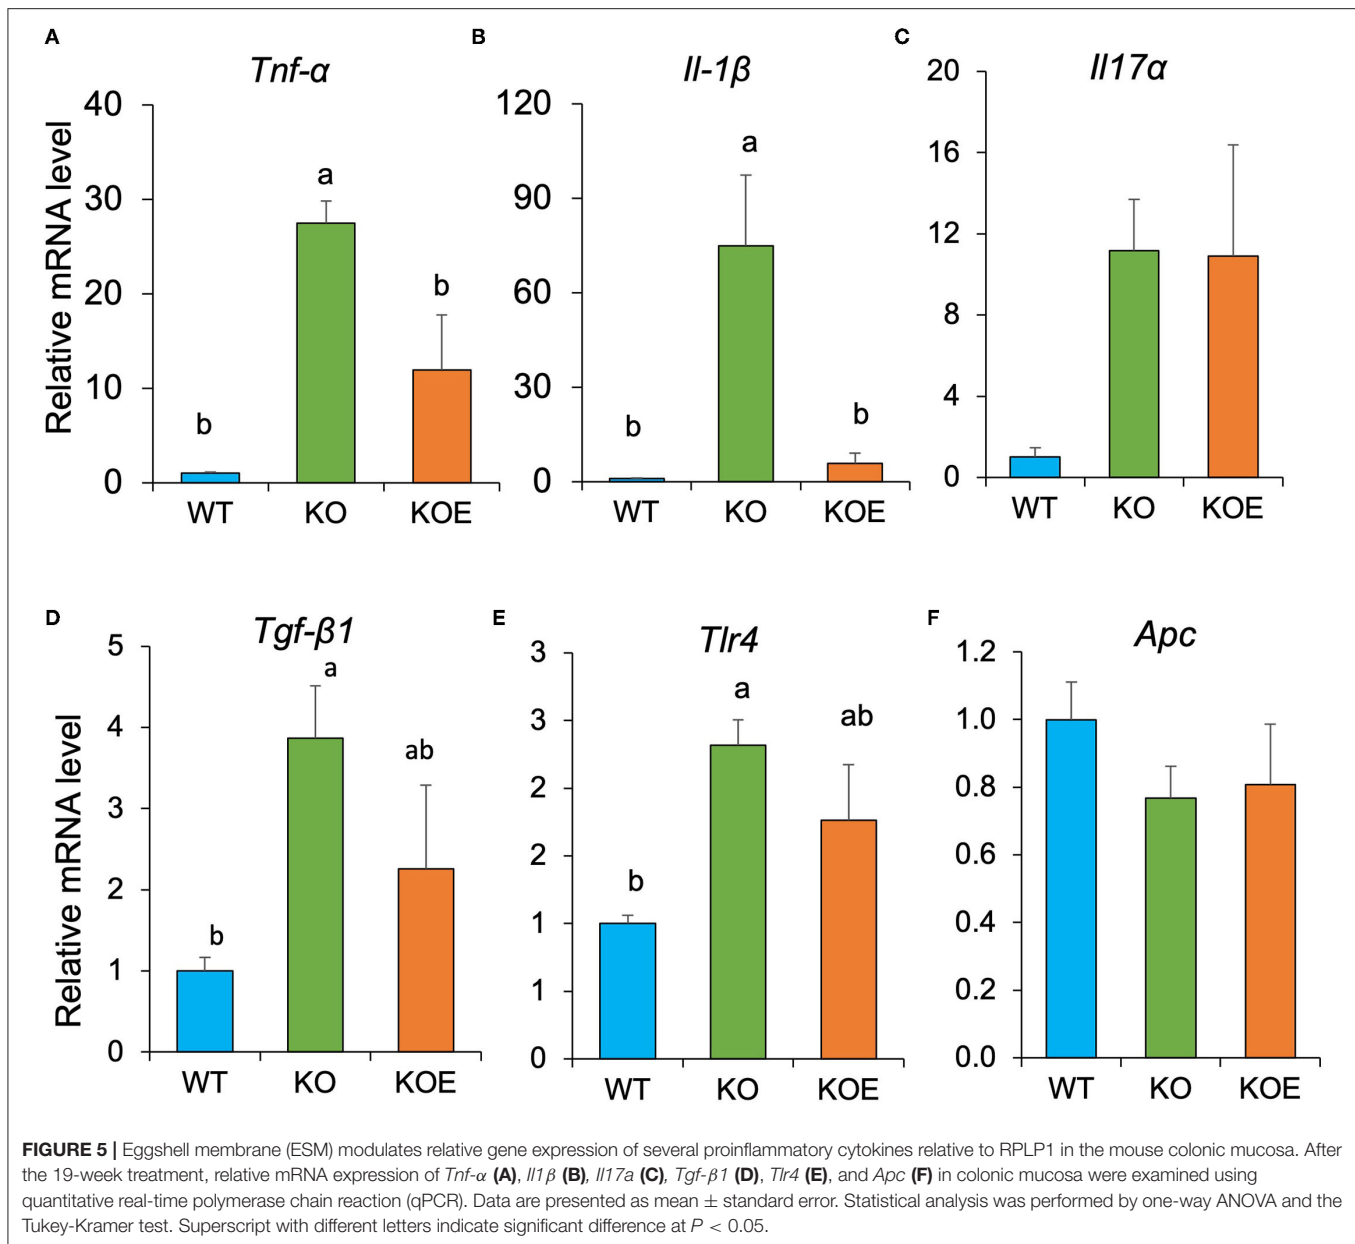 A
Tnf-α
Relative mRNA level
40
30
20
10
0
a
b
b
WT
KO
KOE
B
Il-1β
120
90
60
30
0
a
b
b
WT
KO
KOE
C
Il17α
20
16
12
8
4
0
WT
KO
KOE
D
Tgf-β1
Relative mRNA level
5
4
3
2
1
0
a
ab
b
WT
KO
KOE
E
Tlr4
3
3
2
2
1
1
0
a
ab
b
WT
KO
KOE
F
Apc
1.2
1.0
0.8
0.6
0.4
0.2
0.0
WT
KO
KOE
FIGURE 5 | Eggshell membrane (ESM) modulates relative gene expression of several proinflammatory cytokines relative to RPLP1 in the mouse colonic mucosa. After
the 19-week treatment, relative mRNA expression of Tnf-α (A), Il1β (B), Il17a (C), Tgf-β1 (D), Tlr4 (E), and Apc (F) in colonic mucosa were examined using
quantitative real-time polymerase chain reaction (qPCR). Data are presented as mean ± standard error. Statistical analysis was performed by one-way ANOVA and the
Tukey-Kramer test. Superscript with different letters indicate significant difference at P < 0.05.